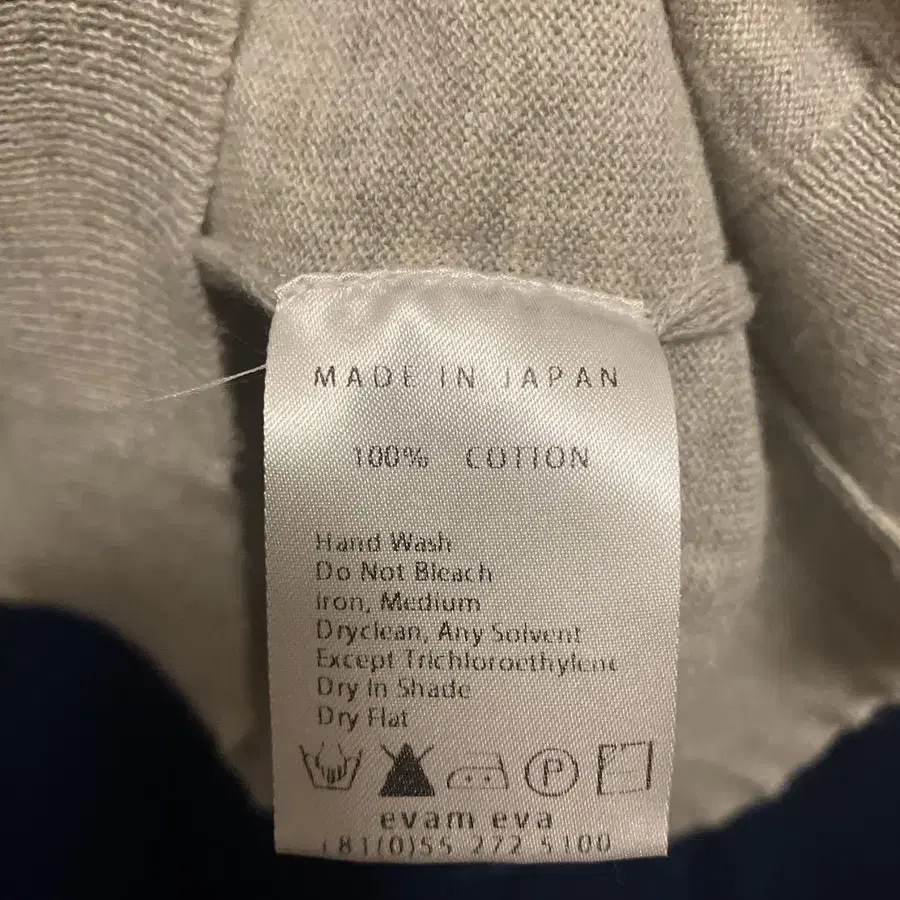 MADE IN JAPAN
100% COTTON
Hand Wash
Do Not Bleach
Iron, Medium
Dryclean, Any Solvent
Except Trichloroethylene
Dry in Shade
Dry Flat
P
evam eva
+81(0)55 272 5100